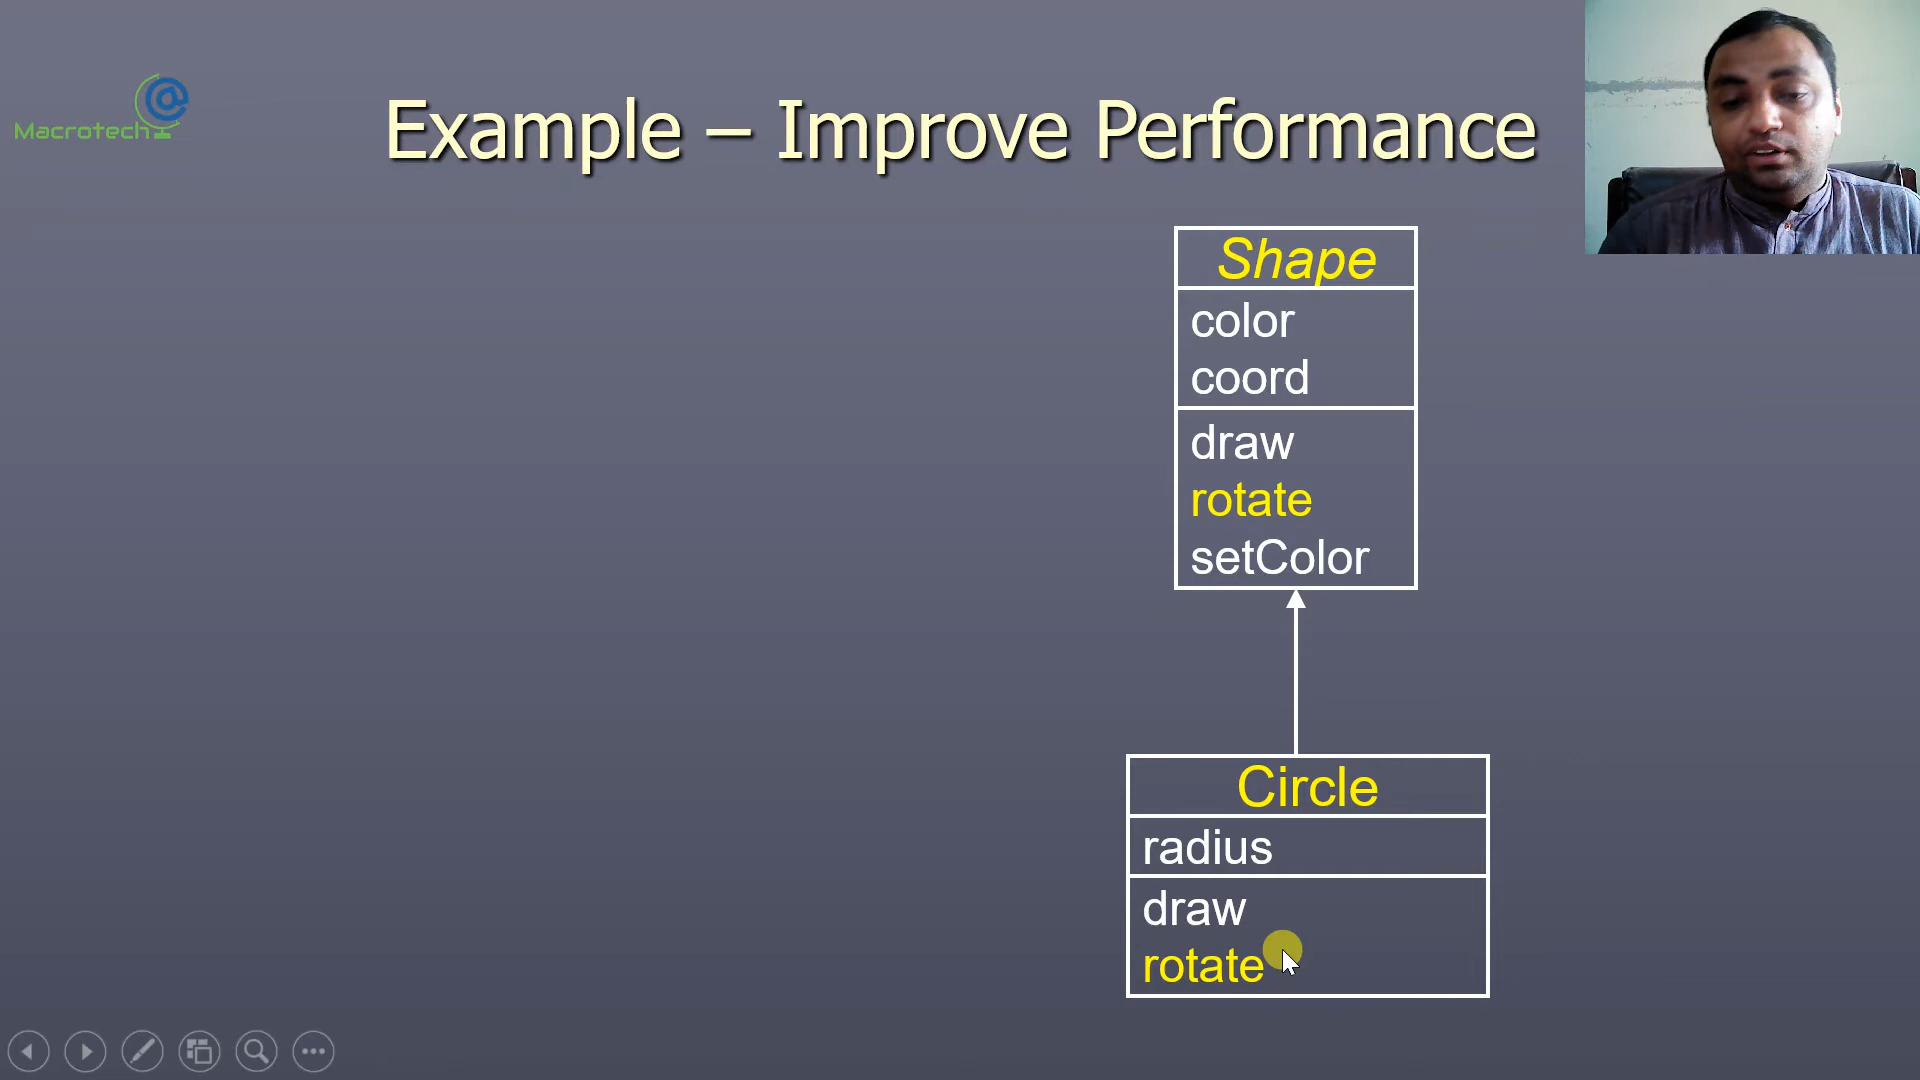 Macrotech
Example – Improve Performance
Shape
color
coord
draw
rotate
setColor
Circle
radius
draw
rotate